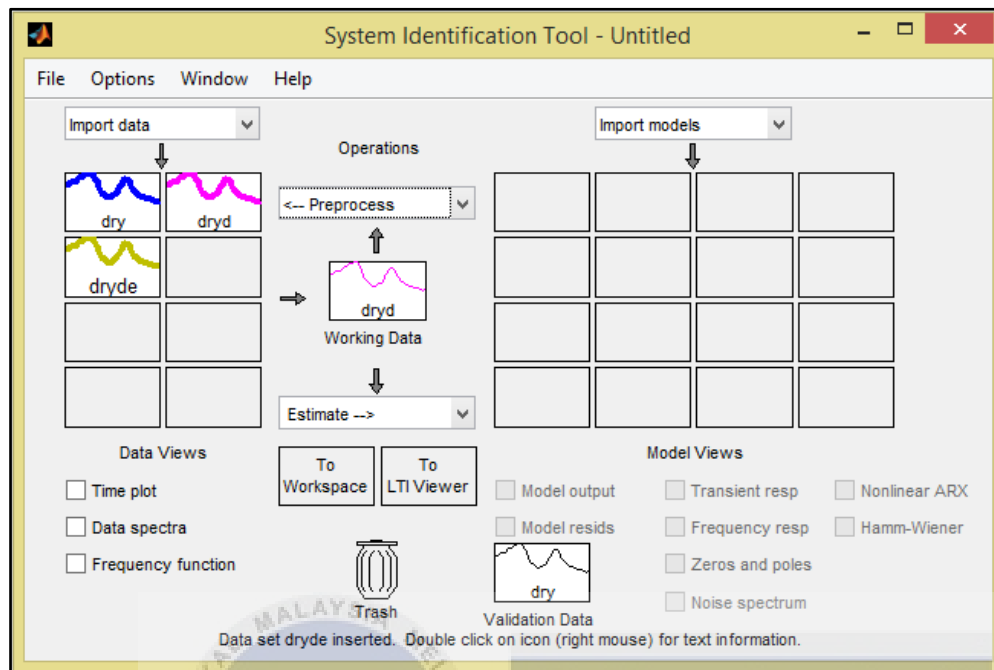 System Identification Tool - Untitled
File Options Window Help
Import data
Import models
Operations
dry
dryd
<-- Preprocess
dryde
dryd
Working Data
Estimate -->
Data Views
Model Views
To Workspace
To LTI Viewer
Time plot
Data spectra
Frequency function
Model output
Transient resp
Nonlinear ARX
Model resids
Frequency resp
Hamm-Wiener
Zeros and poles
Noise spectrum
Trash
dry
Validation Data
Data set dryde inserted. Double click on icon (right mouse) for text information.
MALAYSIA